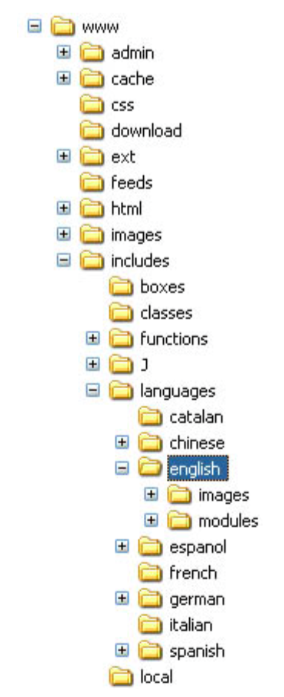 www
admin
cache
css
download
ext
feeds
html
images
includes
boxes
classes
functions
J
languages
catalan
chinese
english
images
modules
espanol
french
german
italian
spanish
local